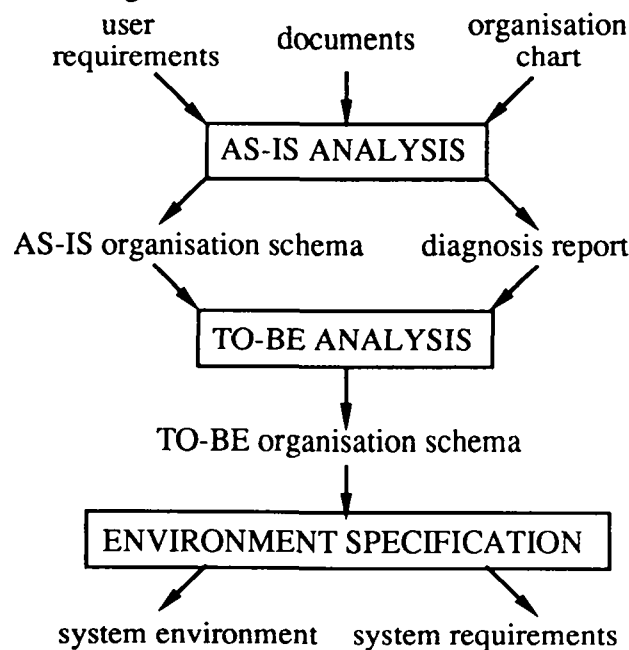 user
requirements
documents
organisation
chart
AS-IS ANALYSIS
AS-IS organisation schema
diagnosis report
TO-BE ANALYSIS
TO-BE organisation schema
ENVIRONMENT SPECIFICATION
system environment
system requirements